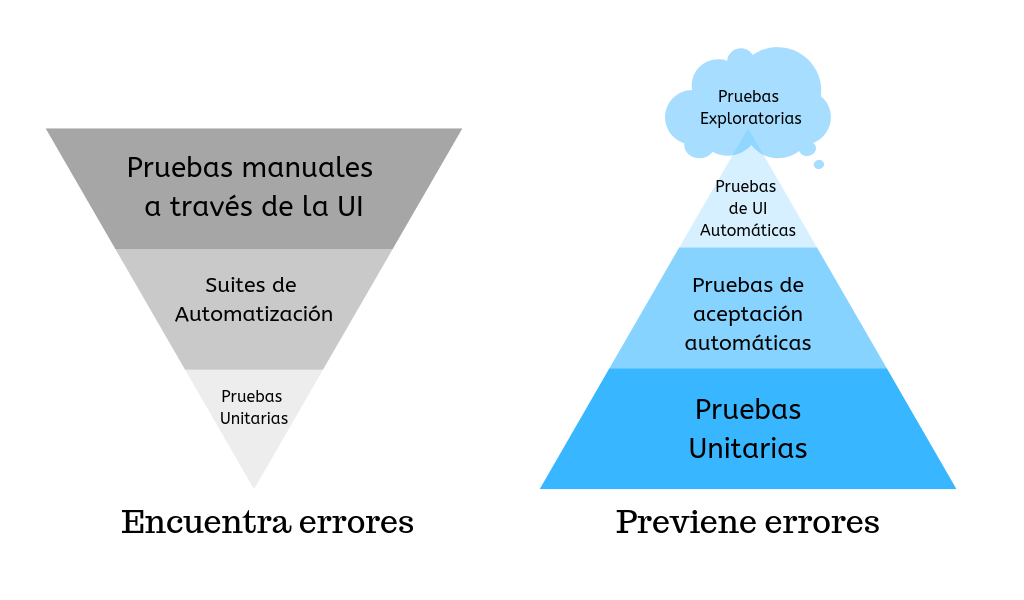 Pruebas manuales
a través de la UI
Suites de
Automatización
Pruebas
Unitarias
Encuentra errores
Pruebas
Exploratorias
Pruebas
de UI
Automáticas
Pruebas de
aceptación
automáticas
Pruebas
Unitarias
Previene errores